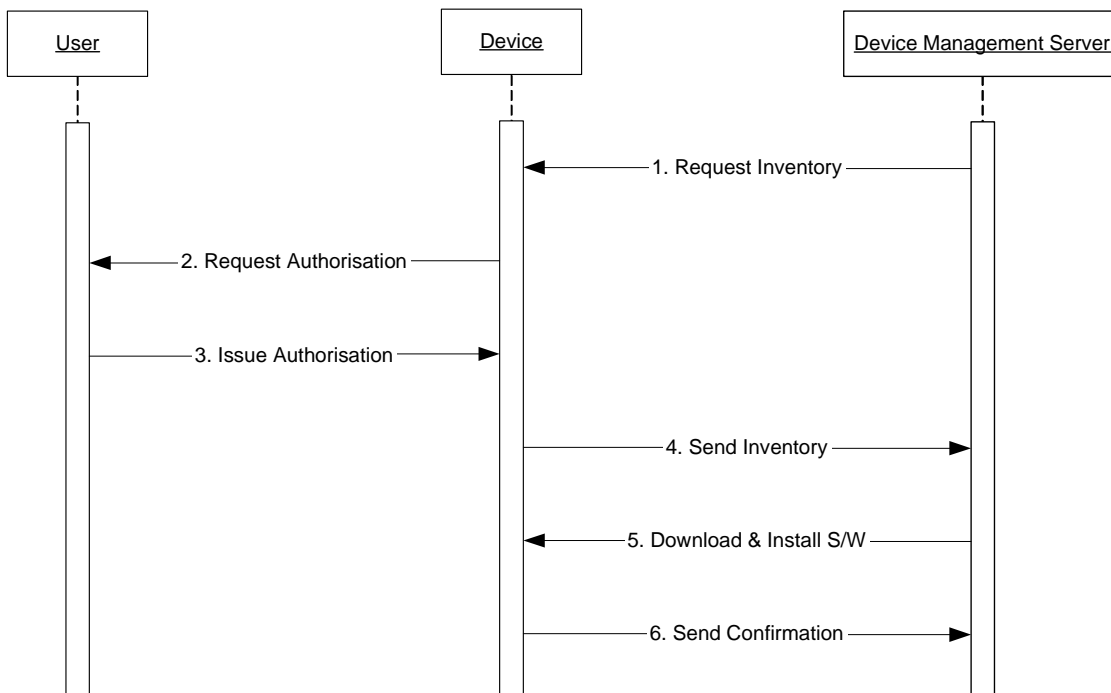 User
Device
Device Management Server
1. Request Inventory
2. Request Authorisation
3. Issue Authorisation
4. Send Inventory
5. Download & Install S/W
6. Send Confirmation